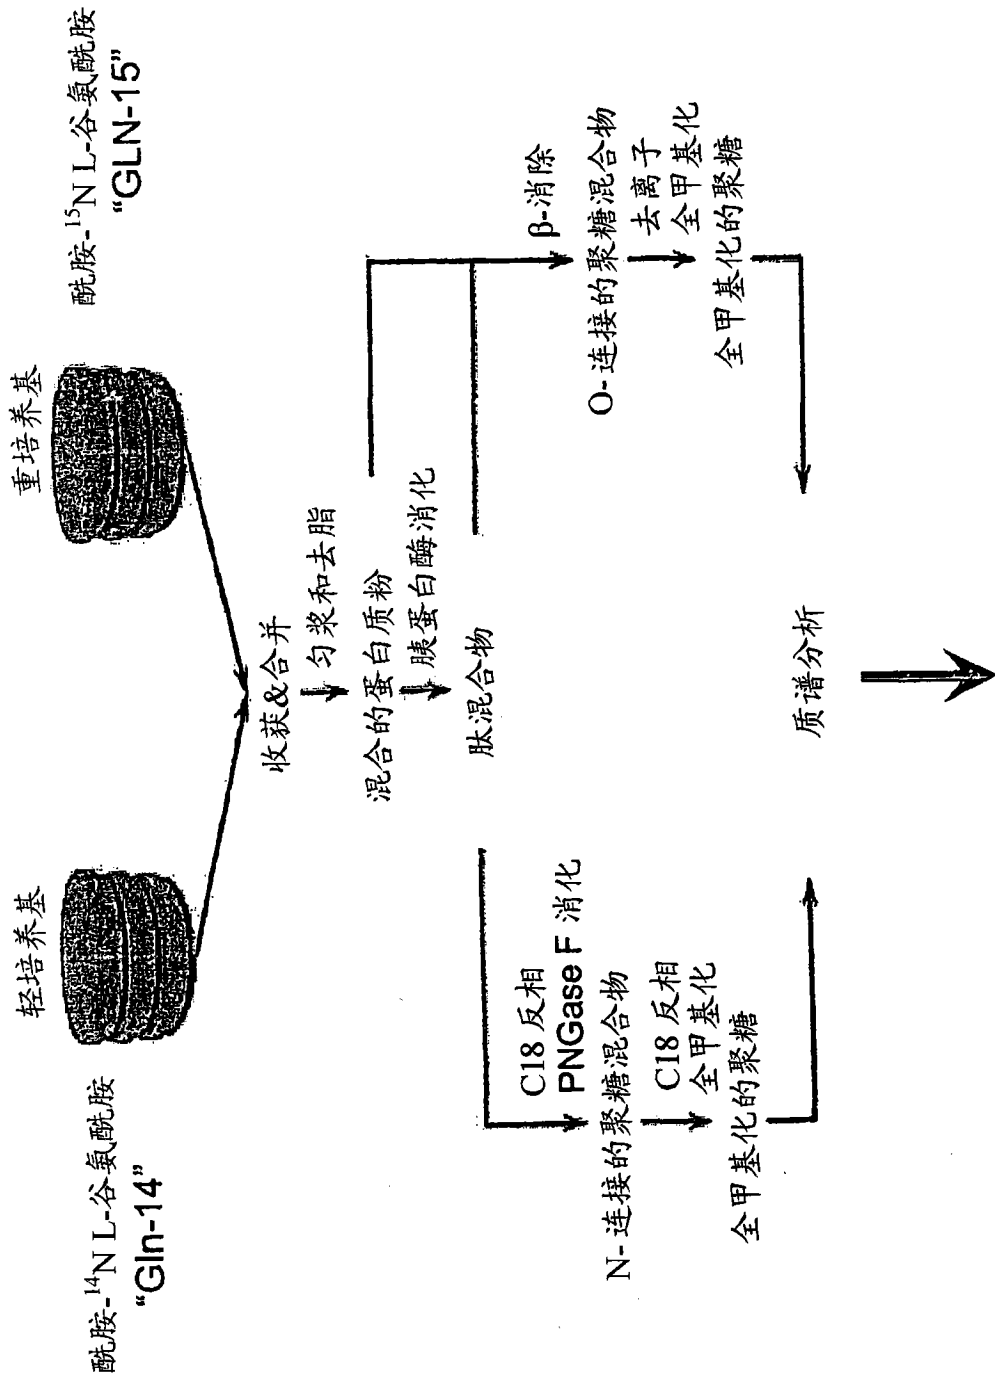 轻培养基
重培养基
酰胺-¹⁴N L-谷氨酰胺
“Gln-14”
酰胺-¹⁵N L-谷氨酰胺
“GLN-15”
收获&合并
匀浆和去脂
混合的蛋白质粉
胰蛋白酶消化
肽混合物
C18 反相
PNGase F 消化
N-连接的聚糖混合物
C18 反相
全甲基化
全甲基化的聚糖
β-消除
O-连接的聚糖混合物
去离子
全甲基化
全甲基化的聚糖
质谱分析